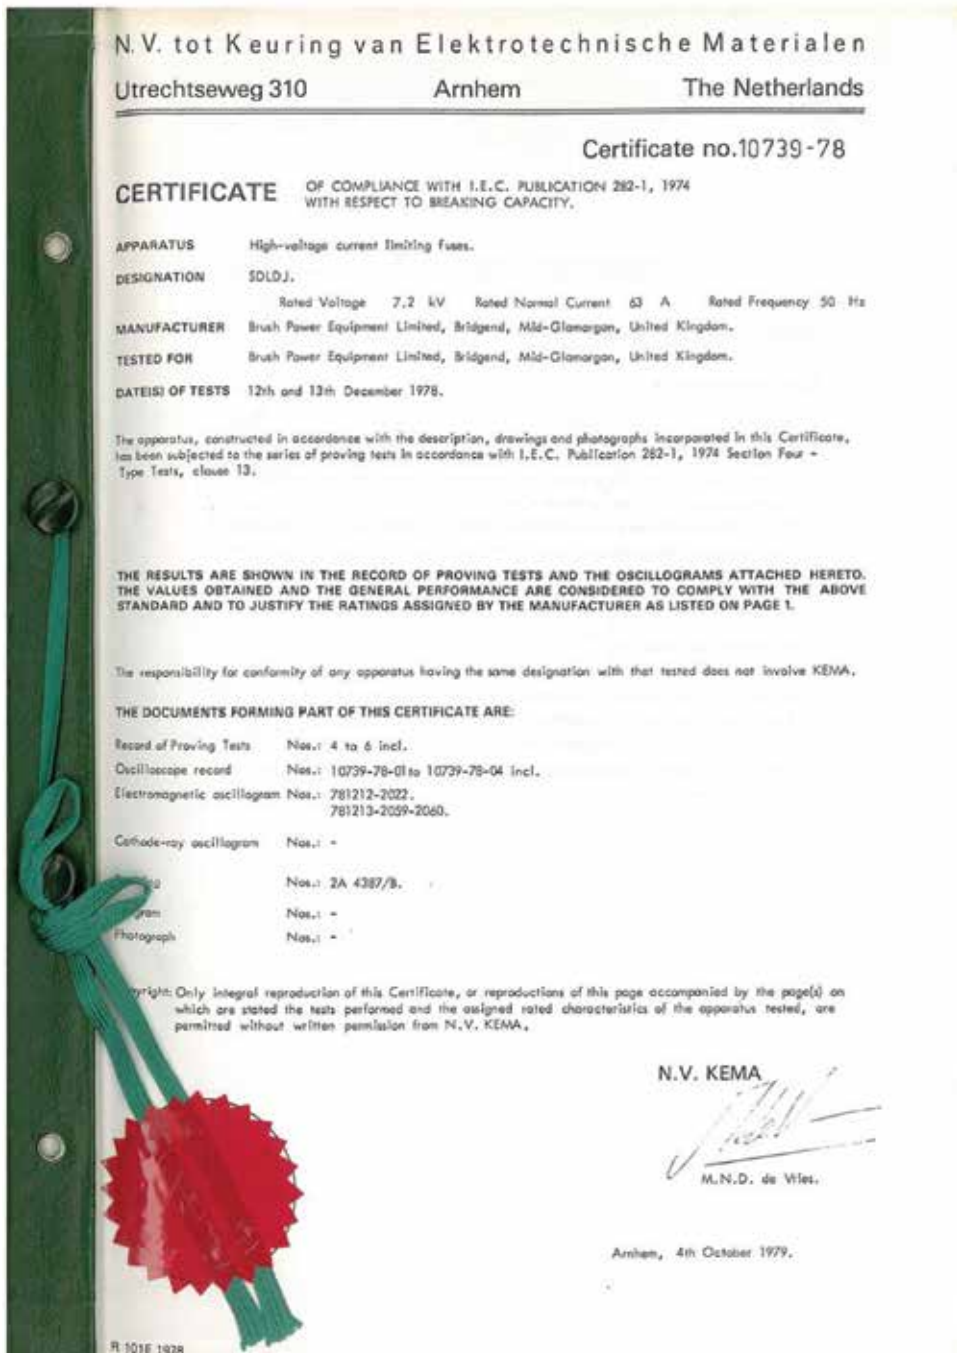 N.V. tot Keuring van Elektrotechnische Materialen
Utrechtseweg 310 Arnhem The Netherlands
Certificate no.10739-78
CERTIFICATE OF COMPLIANCE WITH I.E.C. PUBLICATION 282-1, 1974
WITH RESPECT TO BREAKING CAPACITY.
APPARATUS High-voltage current limiting fuses.
DESIGNATION SDLDJ.
Rated Voltage 7.2 kV Rated Normal Current 63 A Rated Frequency 50 Hz
MANUFACTURER Brush Power Equipment Limited, Bridgend, Mid-Glamorgan, United Kingdom.
TESTED FOR Brush Power Equipment Limited, Bridgend, Mid-Glamorgan, United Kingdom.
DATE(S) OF TESTS 12th and 13th December 1978.
The apparatus, constructed in accordance with the description, drawings and photographs incorporated in this Certificate,
has been subjected to the series of proving tests in accordance with I.E.C. Publication 282-1, 1974 Section Four -
Type Tests, clause 13.
THE RESULTS ARE SHOWN IN THE RECORD OF PROVING TESTS AND THE OSCILLOGRAMS ATTACHED HERETO.
THE VALUES OBTAINED AND THE GENERAL PERFORMANCE ARE CONSIDERED TO COMPLY WITH THE ABOVE
STANDARD AND TO JUSTIFY THE RATINGS ASSIGNED BY THE MANUFACTURER AS LISTED ON PAGE 1.
The responsibility for conformity of any apparatus having the same designation with that tested does not involve KEMA.
THE DOCUMENTS FORMING PART OF THIS CERTIFICATE ARE:
Record of Proving Tests Nos.: 4 to 6 incl.
Oscilloscope record Nos.: 10739-78-01to 10739-78-04 incl.
Electromagnetic oscillogram Nos.: 781212-2022.
781213-2059-2060.
Cathode-ray oscillogram Nos.: -
Nos.: 2A 4387/B.
Nos.: -
Photograph Nos.: -
Only integral reproduction of this Certificate, or reproductions of this page accompanied by the page(s) on
which are stated the tests performed and the assigned rated characteristics of the apparatus tested, are
permitted without written permission from N.V. KEMA.
N.V. KEMA
M.N.D. de Vries.
Arnhem, 4th October 1979.